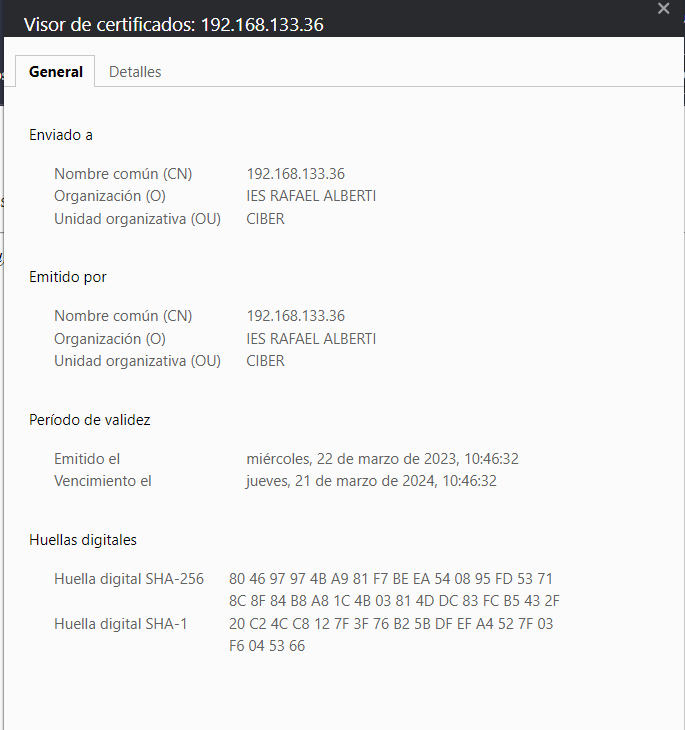 Visor de certificados: 192.168.133.36
General Detalles
Enviado a
Nombre común (CN) 192.168.133.36
Organización (O) IES RAFAEL ALBERTI
Unidad organizativa (OU) CIBER
Emitido por
Nombre común (CN) 192.168.133.36
Organización (O) IES RAFAEL ALBERTI
Unidad organizativa (OU) CIBER
Período de validez
Emitido el miércoles, 22 de marzo de 2023, 10:46:32
Vencimiento el jueves, 21 de marzo de 2024, 10:46:32
Huellas digitales
Huella digital SHA-256 80 46 97 97 4B A9 81 F7 BE EA 54 08 95 FD 53 71
8C 8F 84 B8 A8 1C 4B 03 81 4D DC 83 FC B5 43 2F
Huella digital SHA-1 20 C2 4C C8 12 7F 3F 76 B2 5B DF EF A4 52 7F 03
F6 04 53 66